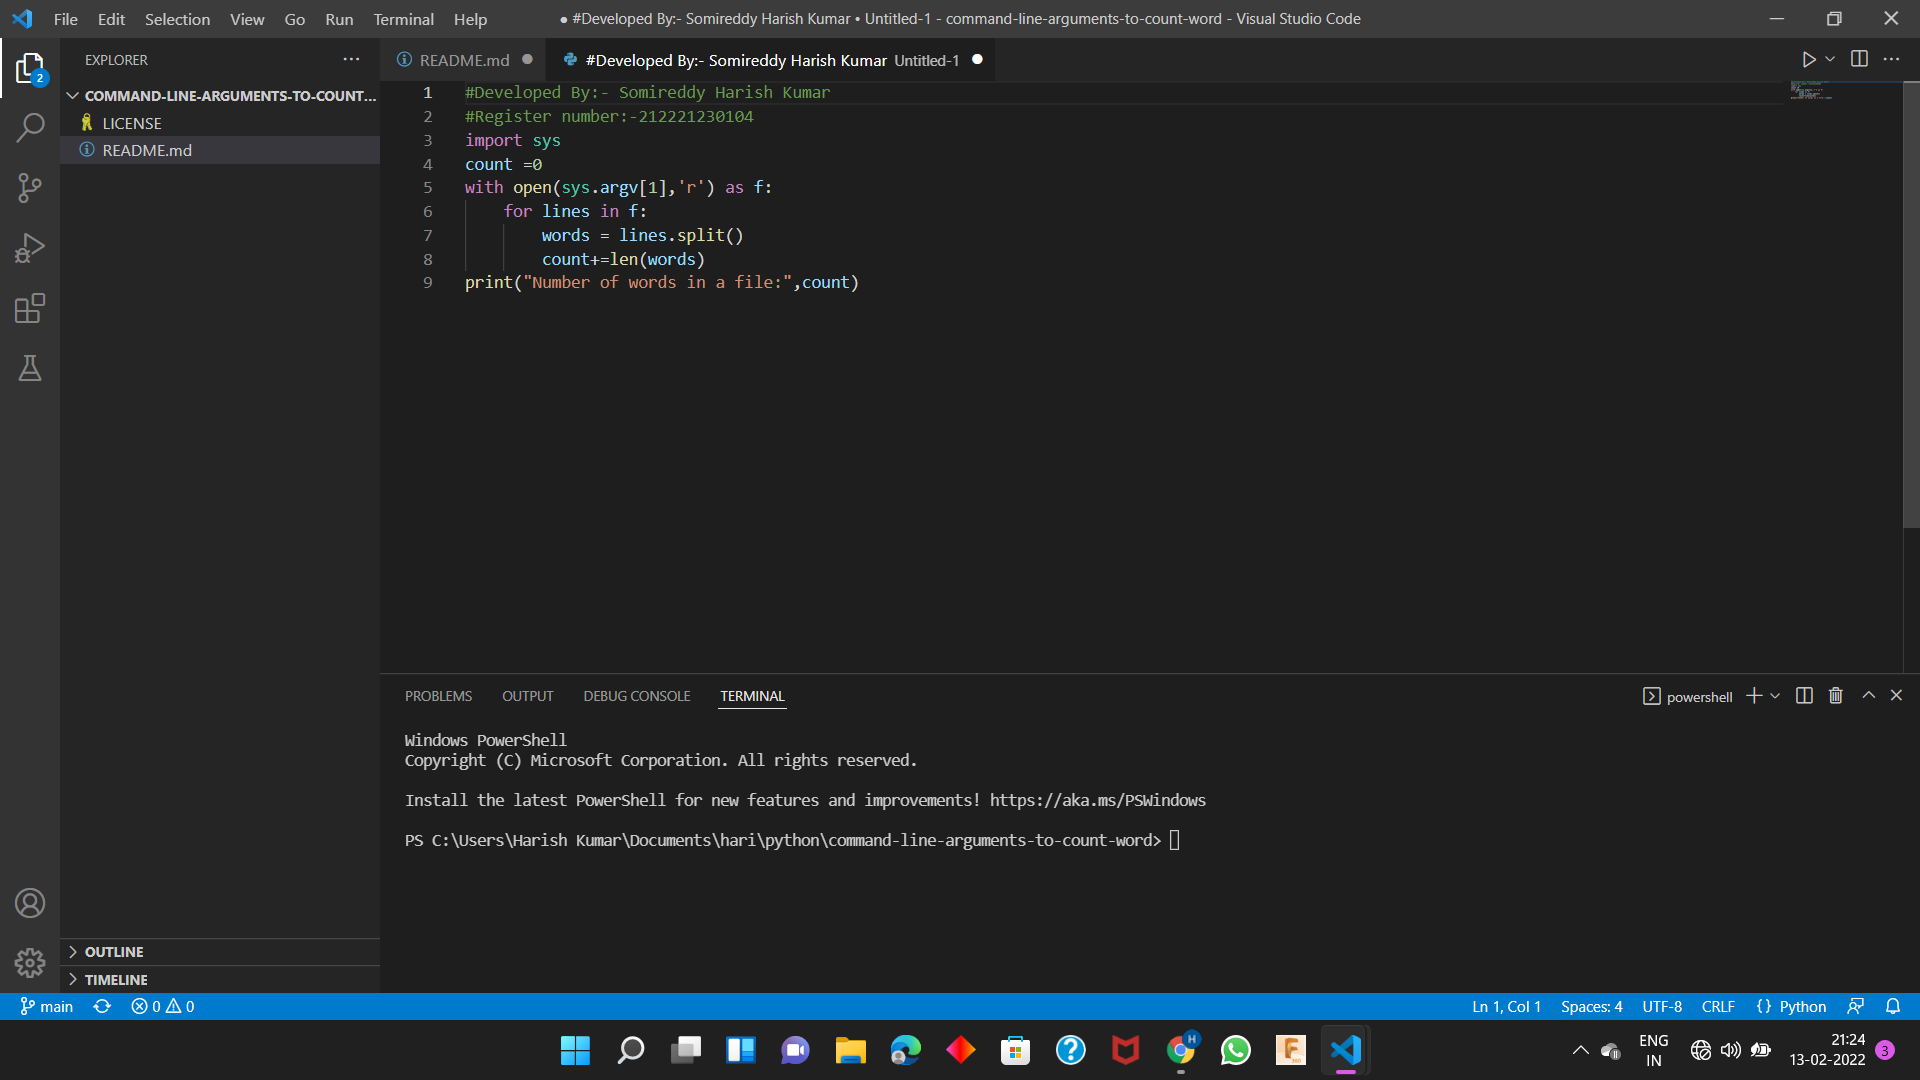 File Edit Selection View Go Run Terminal Help
● #Developed By:- Somireddy Harish Kumar • Untitled-1 - command-line-arguments-to-count-word - Visual Studio Code
2
EXPLORER
COMMAND-LINE-ARGUMENTS-TO-COUNT...
LICENSE
README.md
OUTLINE
TIMELINE
README.md
#Developed By:- Somireddy Harish Kumar Untitled-1
1 #Developed By:- Somireddy Harish Kumar
2 #Register number:-212221230104
3 import sys
4 count =0
5 with open(sys.argv[1],'r') as f:
6     for lines in f:
7         words = lines.split()
8         count+=len(words)
9 print("Number of words in a file:",count)
PROBLEMS OUTPUT DEBUG CONSOLE TERMINAL
powershell
Windows PowerShell
Copyright (C) Microsoft Corporation. All rights reserved.
Install the latest PowerShell for new features and improvements! https://aka.ms/PSWindows
PS C:\Users\Harish Kumar\Documents\hari\python\command-line-arguments-to-count-word>
main 0 0
Ln 1, Col 1 Spaces: 4 UTF-8 CRLF {} Python
H
F
ENG
IN
21:24
13-02-2022
3